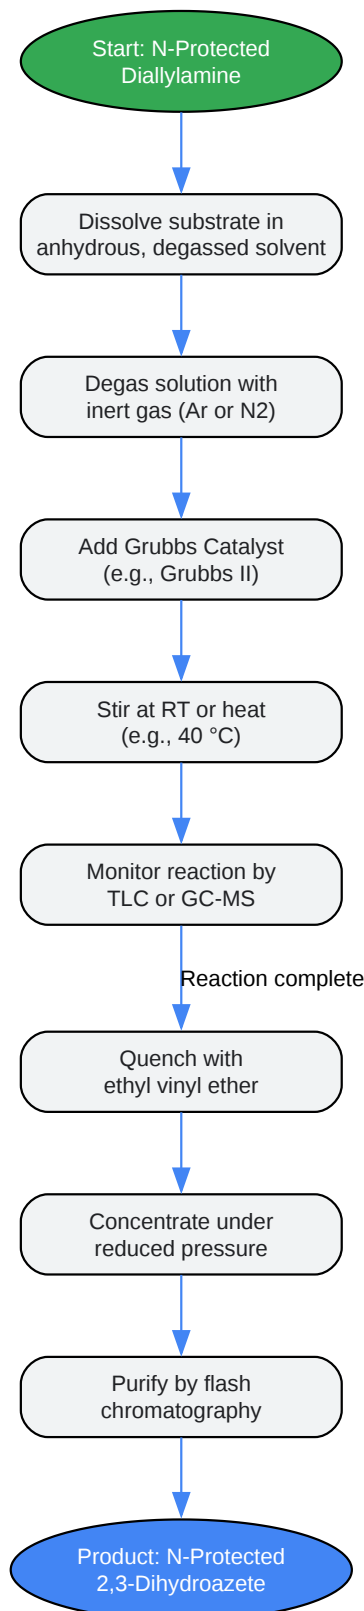 Start: N-Protected
Diallylamine
Dissolve substrate in
anhydrous, degassed solvent
Degas solution with
inert gas (Ar or N2)
Add Grubbs Catalyst
(e.g., Grubbs II)
Stir at RT or heat
(e.g., 40 °C)
Monitor reaction by
TLC or GC-MS
Reaction complete
Quench with
ethyl vinyl ether
Concentrate under
reduced pressure
Purify by flash
chromatography
Product: N-Protected
2,3-Dihydroazete